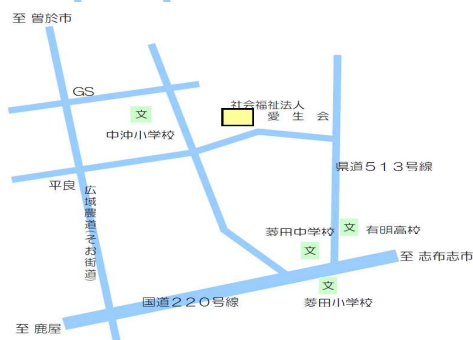 至 曽於市
GS
社会福祉法人
愛 生 会
文
中沖小学校
県道513号線
平良
広域農道(そお街道)
菱田中学校
文
有明高校
文
至 志布志市
文
菱田小学校
国道220号線
至 鹿屋